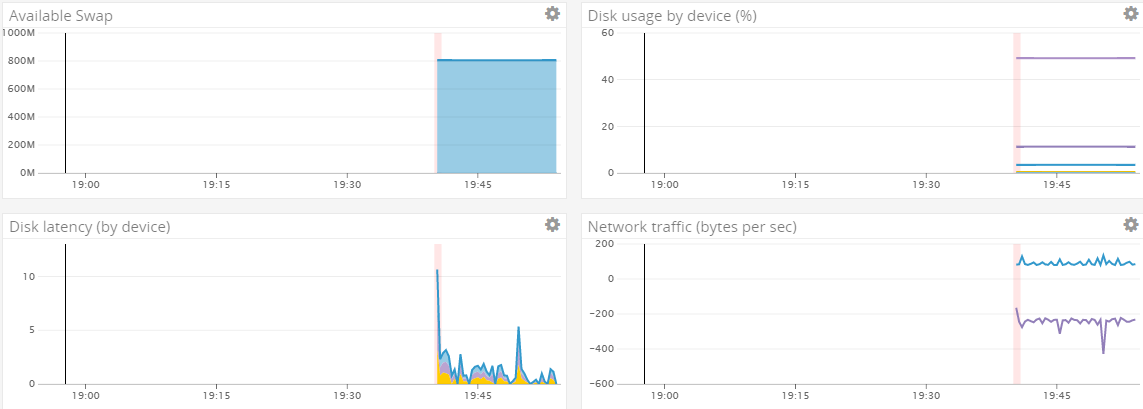 Available Swap
1000M
800M
600M
400M
200M
0M
19:00 19:15 19:30 19:45
Disk usage by device (%)
60
40
20
0
19:00 19:15 19:30 19:45
Disk latency (by device)
10
5
0
19:00 19:15 19:30 19:45
Network traffic (bytes per sec)
200
0
−200
−400
−600
19:00 19:15 19:30 19:45